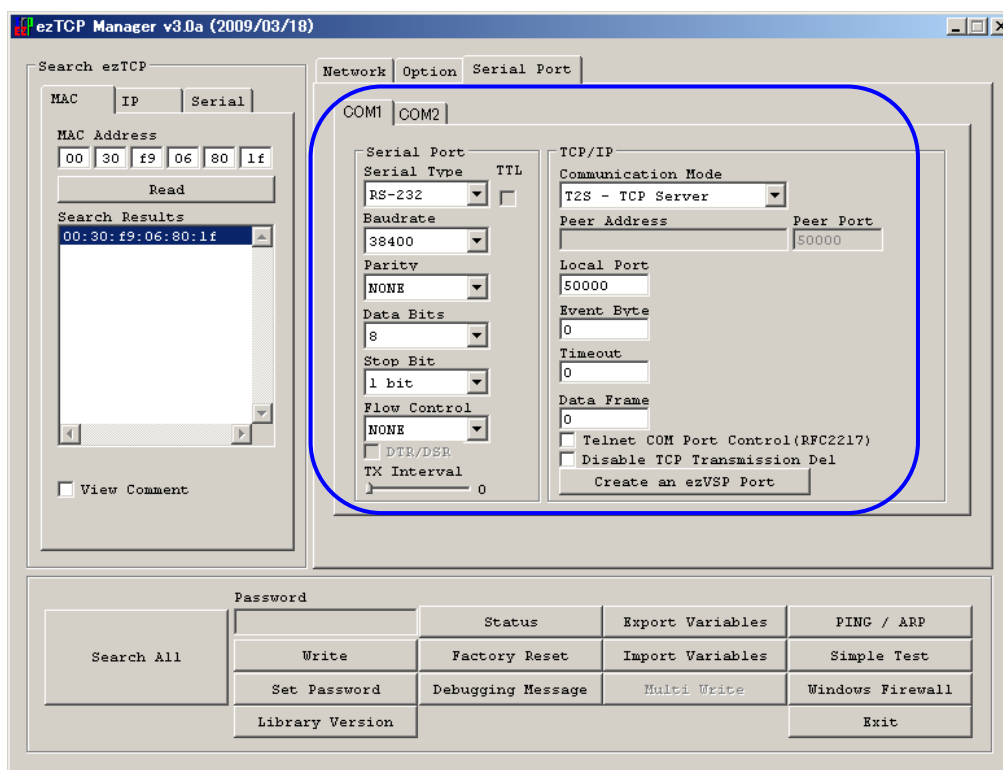 ezTCP Manager v3.0a (2009/03/18)
Search ezTCP
MAC IP Serial
MAC Address
00 30 f9 06 80 1f
Read
Search Results
00:30:f9:06:80:1f
View Comment
Network Option Serial Port
COM1 COM2
Serial Port
Serial Type TTL
RS-232
Baudrate
38400
Parity
NONE
Data Bits
8
Stop Bit
1 bit
Flow Control
NONE
DTR/DSR
TX Interval
0
TCP/IP
Communication Mode
T2S - TCP Server
Peer Address Peer Port
50000
Local Port
50000
Event Byte
0
Timeout
0
Data Frame
0
Telnet COM Port Control(RFC2217)
Disable TCP Transmission Del
Create an ezVSP Port
Password
Search All
Status Export Variables PING / ARP
Write Factory Reset Import Variables Simple Test
Set Password Debugging Message Multi Write Windows Firewall
Library Version Exit